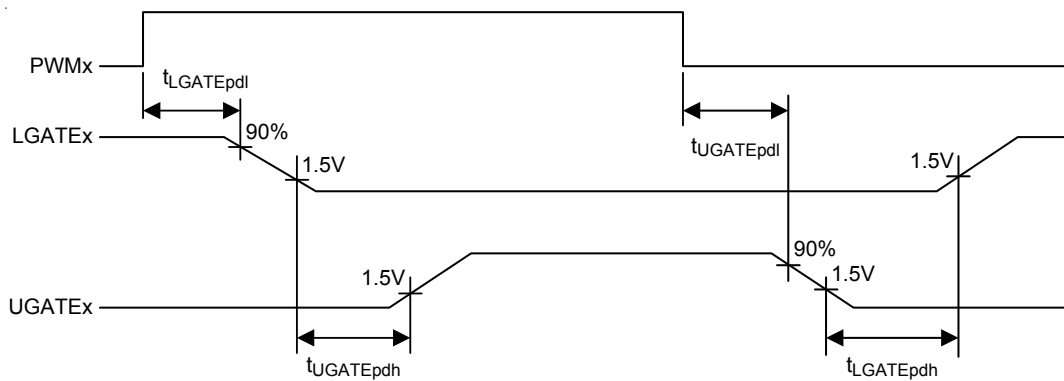 PWMx
tLGATEpdl
LGATEx
90%
1.5V
tUGATEpdl
1.5V
90%
1.5V
1.5V
UGATEx
tUGATEpdh
tLGATEpdh